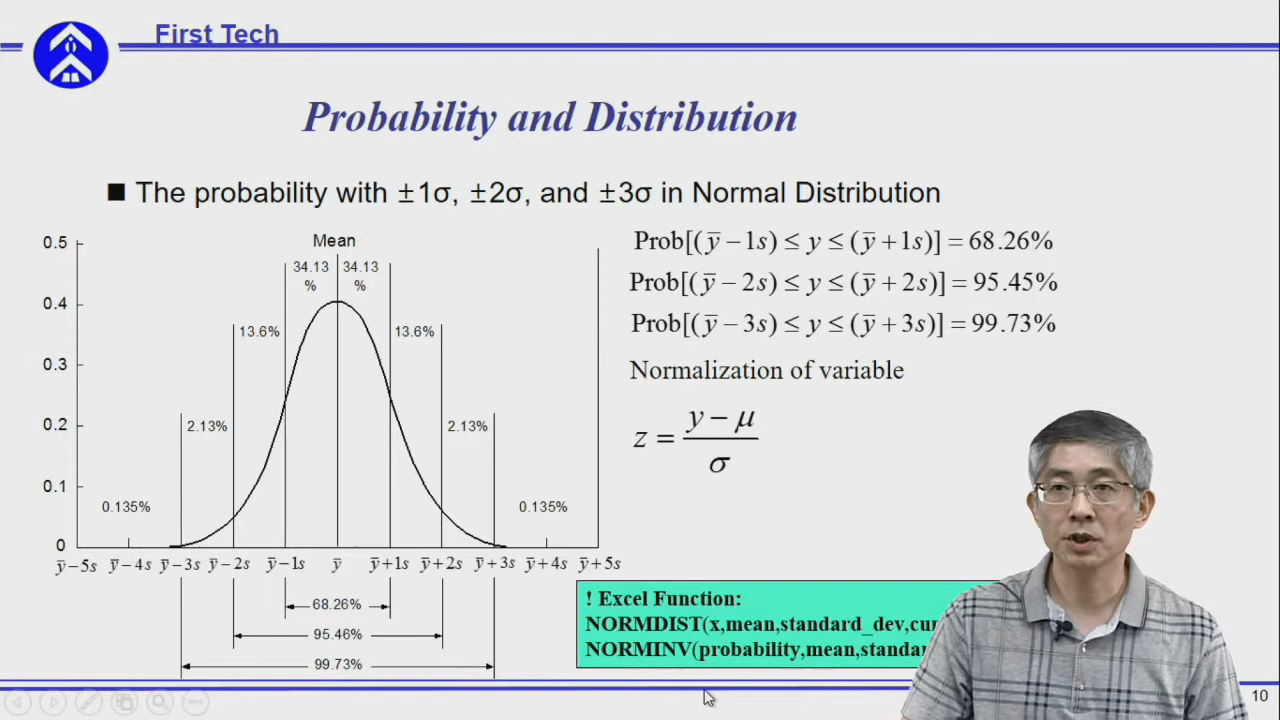 First Tech
Probability and Distribution
■ The probability with ±1σ, ±2σ, and ±3σ in Normal Distribution
Mean
0.5
0.4
0.3
0.2
0.1
0
34.13 %
34.13 %
13.6%
13.6%
2.13%
2.13%
0.135%
0.135%
ȳ−5s ȳ−4s ȳ−3s ȳ−2s ȳ−1s ȳ ȳ+1s ȳ+2s ȳ+3s ȳ+4s ȳ+5s
68.26%
95.46%
99.73%
Prob[(ȳ−1s) ≤ y ≤ (ȳ+1s)] = 68.26%
Prob[(ȳ−2s) ≤ y ≤ (ȳ+2s)] = 95.45%
Prob[(ȳ−3s) ≤ y ≤ (ȳ+3s)] = 99.73%
Normalization of variable
z = (y − μ) / σ
! Excel Function:
NORMDIST(x,mean,standard_dev,
NORMINV(probability,mean,
10